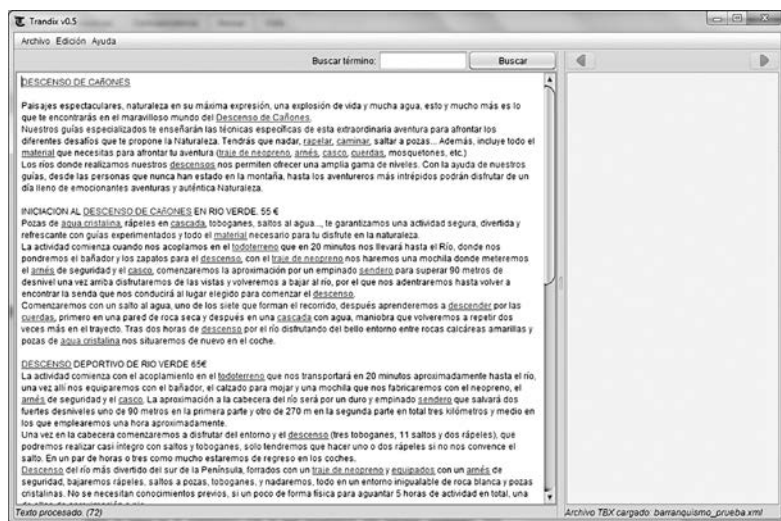 Trandix v0.5
Archivo Edición Ayuda
Buscar término: Buscar
DESCENSO DE CAñONES
Paisajes espectaculares, naturaleza en su máxima expresión, una explosión de vida y mucha agua, esto y mucho más es lo
que te encontrarás en el maravilloso mundo del Descenso de Cañones.
Nuestros guías especializados te enseñarán las técnicas específicas de esta extraordinaria aventura para afrontar los
diferentes desafíos que te propone la Naturaleza. Tendrás que nadar, rapelar, caminar, saltar a pozas... Además, incluye todo el
material que necesitas para afrontar tu aventura (traje de neopreno, arnés, casco, cuerdas, mosquetones, etc.)
Los ríos donde realizamos nuestros descensos nos permiten ofrecer una amplia gama de niveles. Con la ayuda de nuestros
guías, desde las personas que nunca han estado en la montaña, hasta los aventureros más intrépidos podrán disfrutar de un
día lleno de emocionantes aventuras y auténtica Naturaleza.
INICIACION AL DESCENSO DE CAñONES EN RIO VERDE. 55 €
Pozas de agua cristalina, rápeles en cascada, toboganes, saltos al agua..., te garantizamos una actividad segura, divertida y
refrescante con guías experimentados y todo el material necesario para tu disfrute en la naturaleza.
La actividad comienza cuando nos acoplamos en el todoterreno que en 20 minutos nos llevará hasta el Río, donde nos
pondremos el bañador y los zapatos para el descenso, con el traje de neopreno nos haremos una mochila donde meteremos
el arnés de seguridad y el casco, comenzaremos la aproximación por un empinado sendero para superar 90 metros de
desnivel una vez arriba disfrutaremos de las vistas y volveremos a bajar al río, por el que nos adentraremos hasta volver a
encontrar la senda que nos conducirá al lugar elegido para comenzar el descenso.
Comenzaremos con un salto al agua, uno de los siete que forman el recorrido, después aprenderemos a descender por las
cuerdas, primero en una pared de roca seca y después en una cascada con agua, maniobra que volveremos a repetir dos
veces más en el trayecto. Tras dos horas de descenso por el río disfrutando del bello entorno entre rocas calcáreas amarillas y
pozas de agua cristalina nos situaremos de nuevo en el coche.
DESCENSO DEPORTIVO DE RIO VERDE 65€
La actividad comienza con el acoplamiento en el todoterreno que nos transportará en 20 minutos aproximadamente hasta el río,
una vez allí nos equiparemos con el bañador, el calzado para mojar y una mochila que nos fabricaremos con el neopreno, el
arnés de seguridad y el casco. La aproximación a la cabecera del río será por un duro y empinado sendero que salvará dos
fuertes desniveles uno de 90 metros en la primera parte y otro de 270 m en la segunda parte en total tres kilómetros y medio en
los que emplearemos una hora aproximadamente.
Una vez en la cabecera comenzaremos a disfrutar del entorno y el descenso (tres toboganes, 11 saltos y dos rápeles), que
podremos realizar casi íntegro con saltos y toboganes, solo tendremos que hacer uno o dos rápeles si no nos convence el
salto. En un par de horas o tres como mucho estaremos de regreso en los coches.
Descenso del río más divertido del sur de la Península, forrados con un traje de neopreno y equipados con un arnés de
seguridad, bajaremos rápeles, saltos a pozas, toboganes, y nadaremos, todo en un entorno inigualable de roca blanca y pozas
cristalinas. No se necesitan conocimientos previos, si un poco de forma física para aguantar 5 horas de actividad en total, una
Texto procesado. (72)
Archivo TBX cargado: barranquismo_prueba.xml